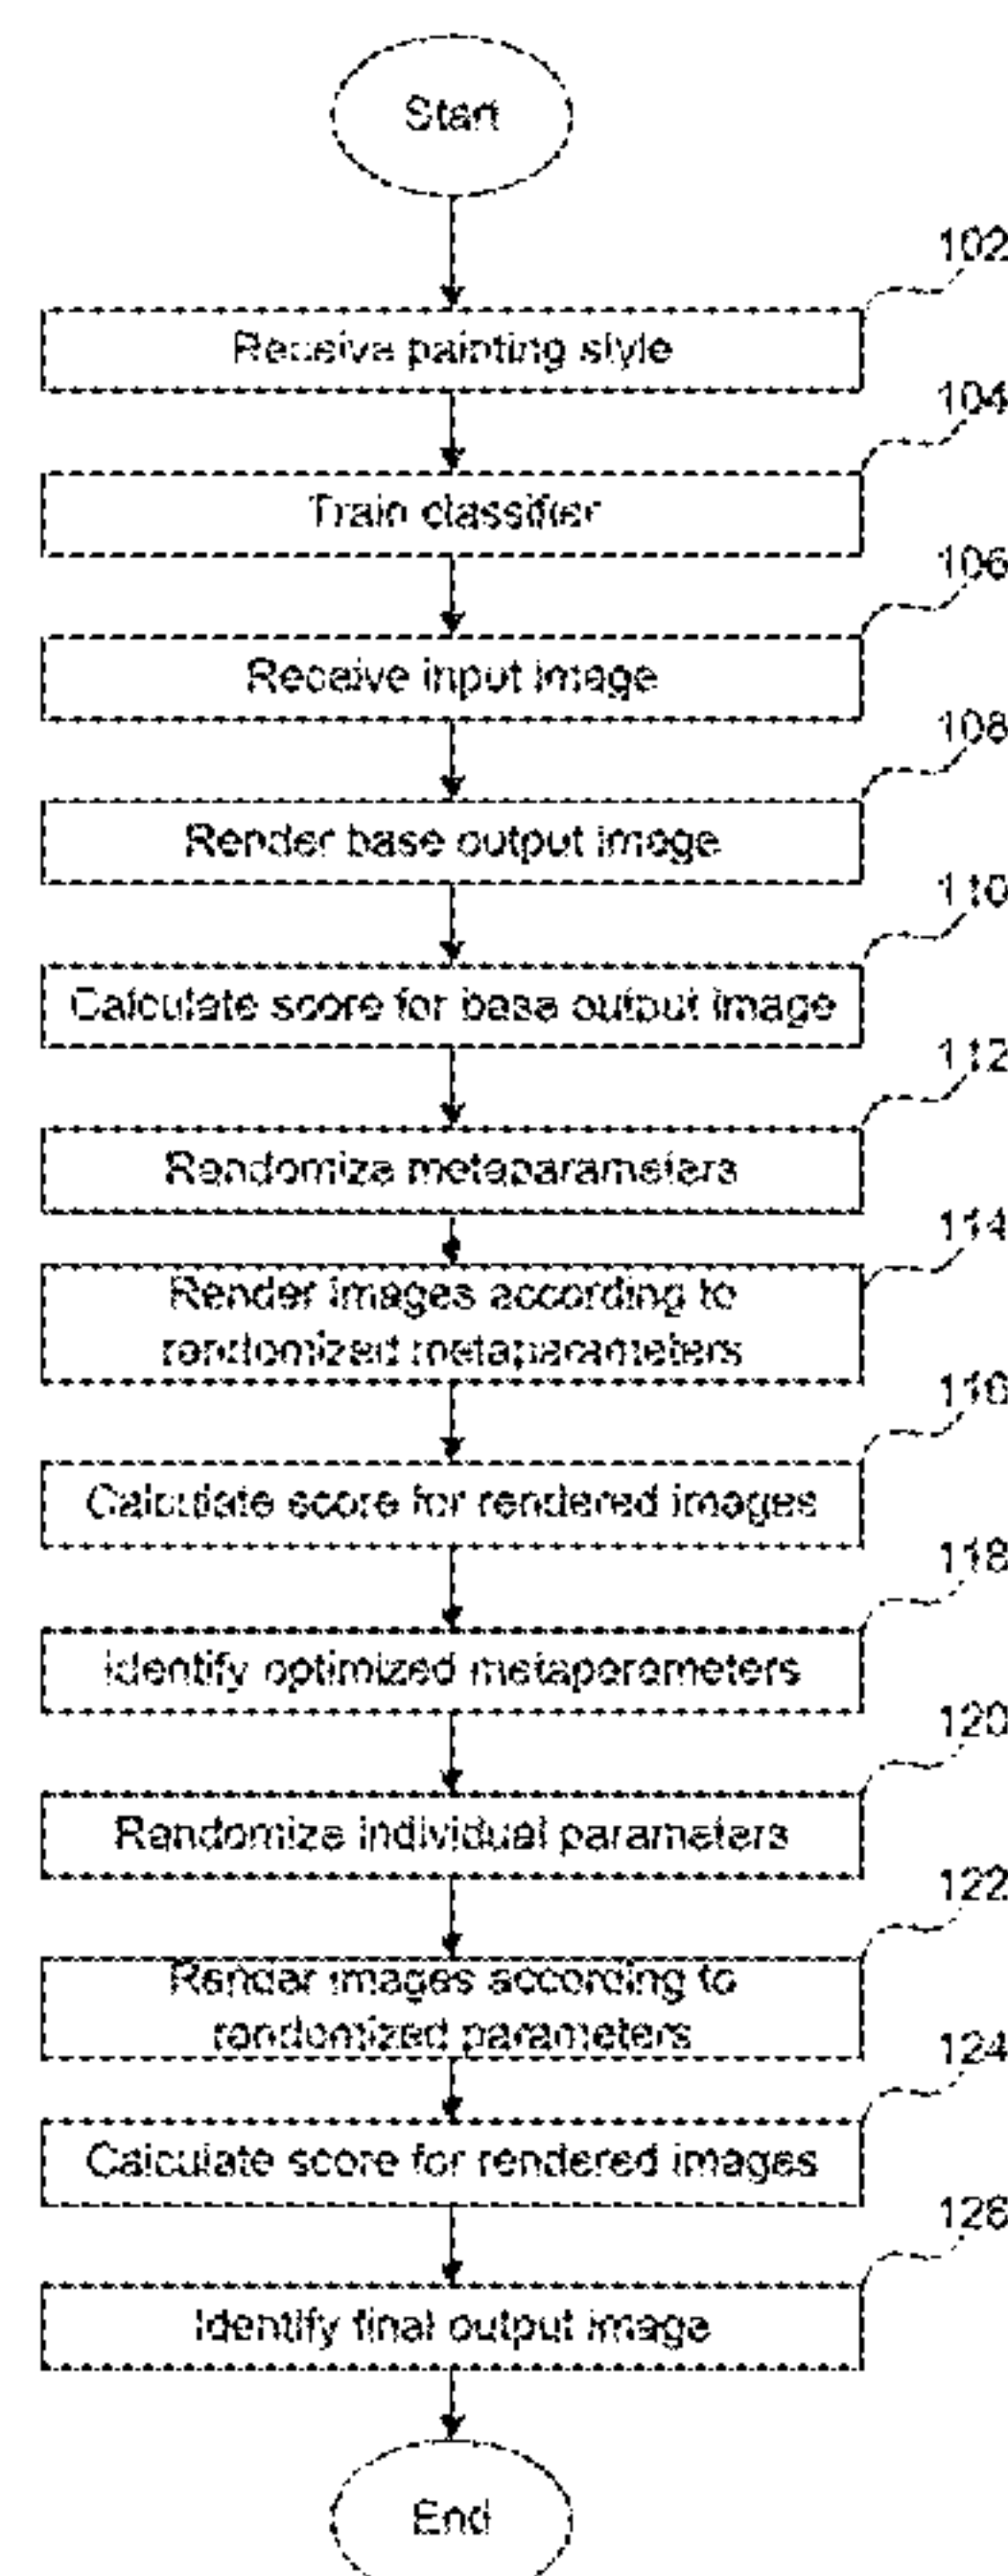 Start
102
Receive painting style
104
Train classifier
106
Receive input image
108
Render base output image
110
Calculate score for base output image
112
Randomize metaparameters
114
Render images according to
randomized metaparameters
116
Calculate score for rendered images
118
Identify optimized metaparameters
120
Randomize individual parameters
122
Render images according to
randomized parameters
124
Calculate score for rendered images
126
Identify final output image
End